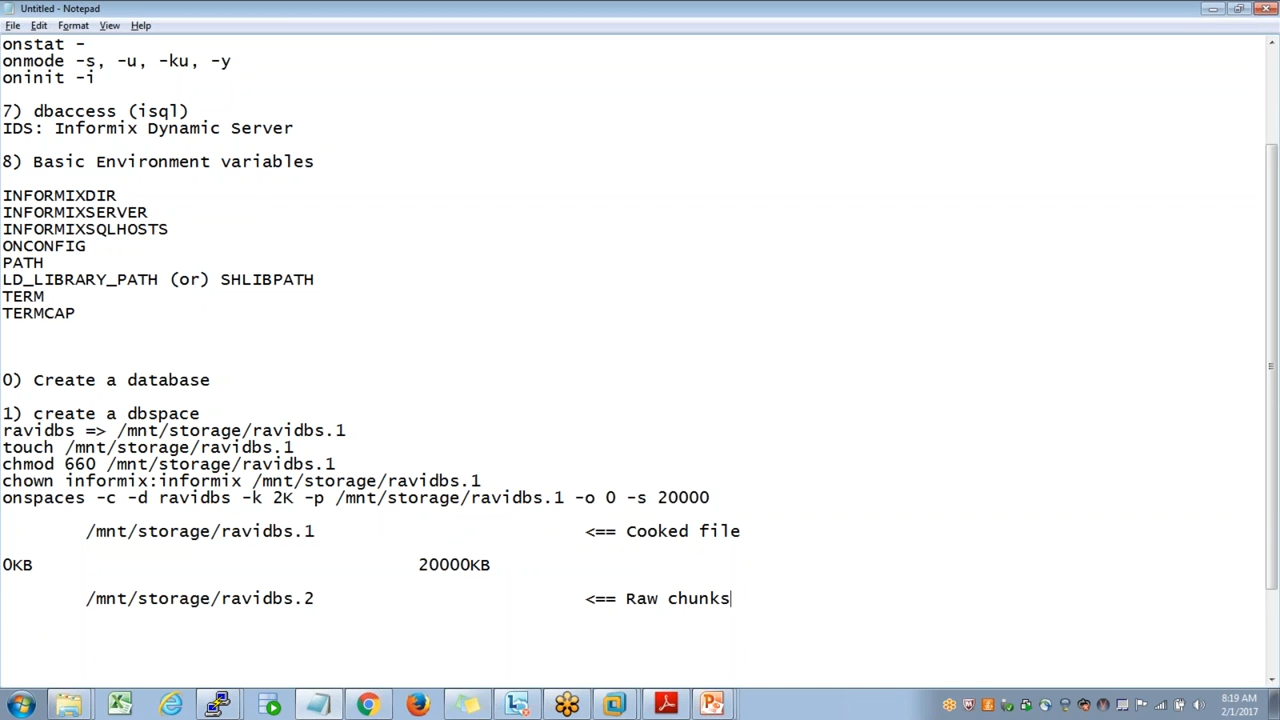 Untitled - Notepad
File Edit Format View Help
onstat -
onmode -s, -u, -ku, -y
oninit -i
7) dbaccess (isql)
IDS: Informix Dynamic Server
8) Basic Environment variables
INFORMIXDIR
INFORMIXSERVER
INFORMIXSQLHOSTS
ONCONFIG
PATH
LD_LIBRARY_PATH (or) SHLIBPATH
TERM
TERMCAP
0) Create a database
1) create a dbspace
ravidbs => /mnt/storage/ravidbs.1
touch /mnt/storage/ravidbs.1
chmod 660 /mnt/storage/ravidbs.1
chown informix:informix /mnt/storage/ravidbs.1
onspaces -c -d ravidbs -k 2K -p /mnt/storage/ravidbs.1 -o 0 -s 20000
/mnt/storage/ravidbs.1 <== Cooked file
0KB 20000KB
/mnt/storage/ravidbs.2 <== Raw chunks
8:19 AM
2/1/2017